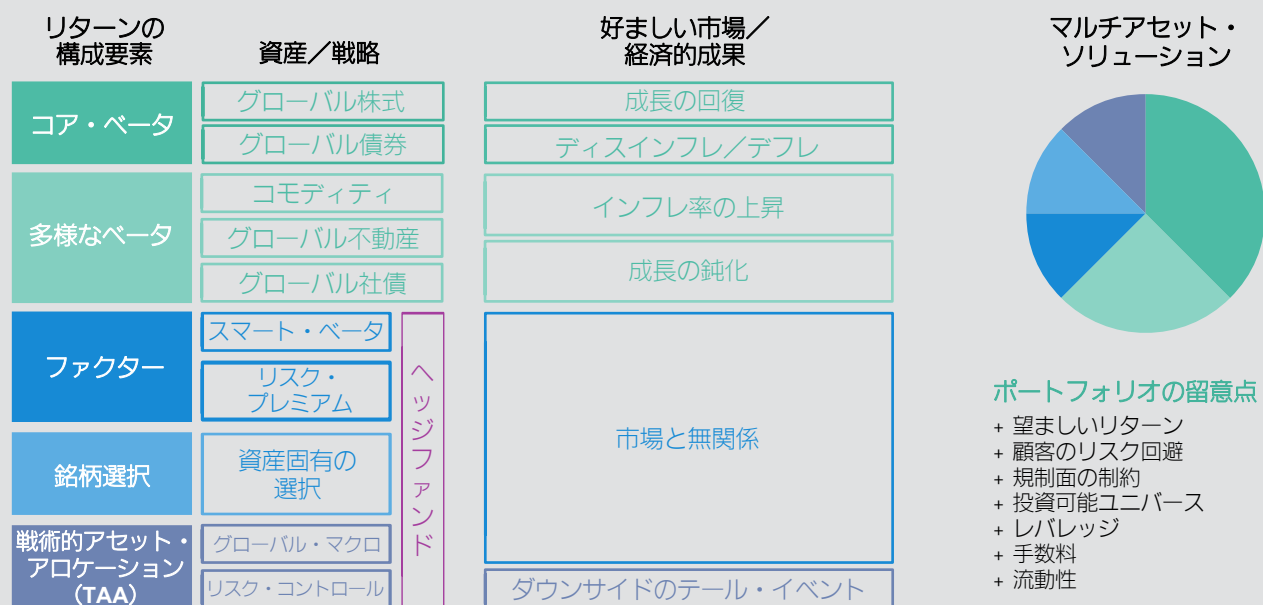 リターンの
構成要素
資産／戦略
好ましい市場／
経済的成果
マルチアセット・
ソリューション
コア・ベータ
グローバル株式
成長の回復
グローバル債券
ディスインフレ／デフレ
多様なベータ
コモディティ
インフレ率の上昇
グローバル不動産
成長の鈍化
グローバル社債
ファクター
スマート・ベータ
リスク・
プレミアム
ヘッジファンド
市場と無関係
銘柄選択
資産固有の
選択
戦術的アセット・
アロケーション
（TAA）
グローバル・マクロ
リスク・コントロール
ダウンサイドのテール・イベント
ポートフォリオの留意点
+ 望ましいリターン
+ 顧客のリスク回避
+ 規制面の制約
+ 投資可能ユニバース
+ レバレッジ
+ 手数料
+ 流動性